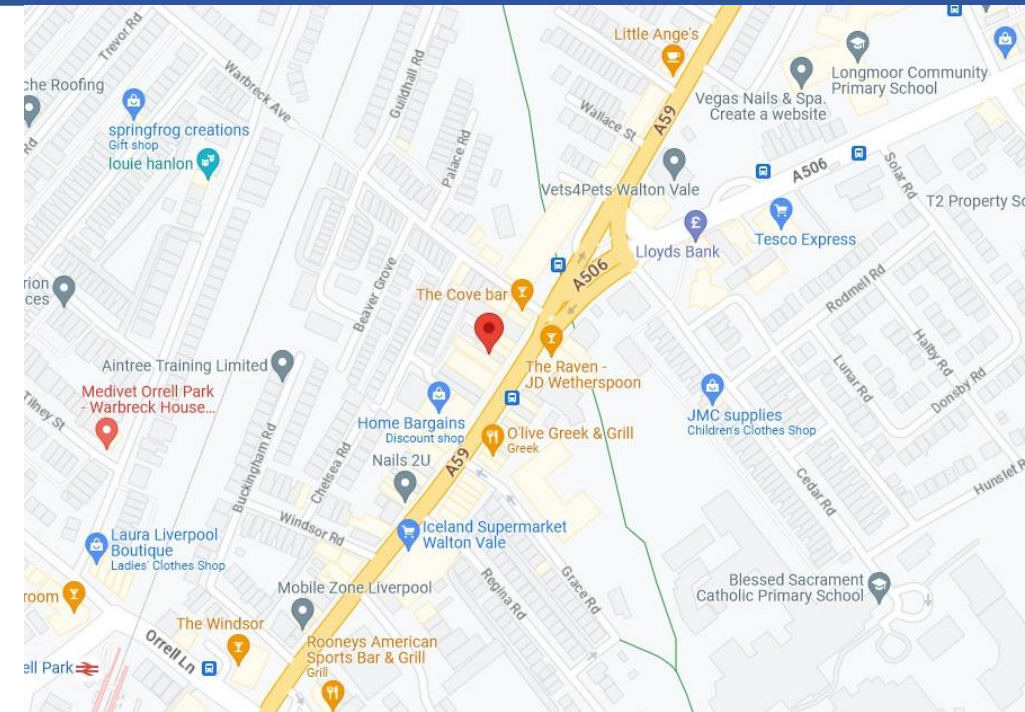 Little Ange's
Trevor Rd
Guildhall Rd
Longmoor Community
Primary School
che Roofing
Warbreck Ave
Vegas Nails & Spa.
Create a website
springfrog creations
Gift shop
Wallace St
A59
louie hanlon
Palace Rd
A506
Solar Rd
Vets4Pets Walton Vale
T2 Property So
Lloyds Bank
Tesco Express
A506
Beaver Grove
The Cove bar
Rodmell Rd
Aintree Training Limited
The Raven -
JD Wetherspoon
Halby Rd
Lunar Rd
Donsby Rd
Medivet Orrell Park
- Warbreck House...
Tilney St
Home Bargains
Discount shop
JMC supplies
Children's Clothes Shop
O'live Greek & Grill
Greek
Buckingham Rd
Chelsea Rd
Nails 2U
A59
Cedar Rd
Hunslet R
Windsor Rd
Iceland Supermarket
Walton Vale
Laura Liverpool
Boutique
Ladies' Clothes Shop
Mobile Zone Liverpool
Regina Rd
Grace Rd
Blessed Sacrament
Catholic Primary School
room
The Windsor
Orrell Ln
Rooneys American
Sports Bar & Grill
Grill
ell Park